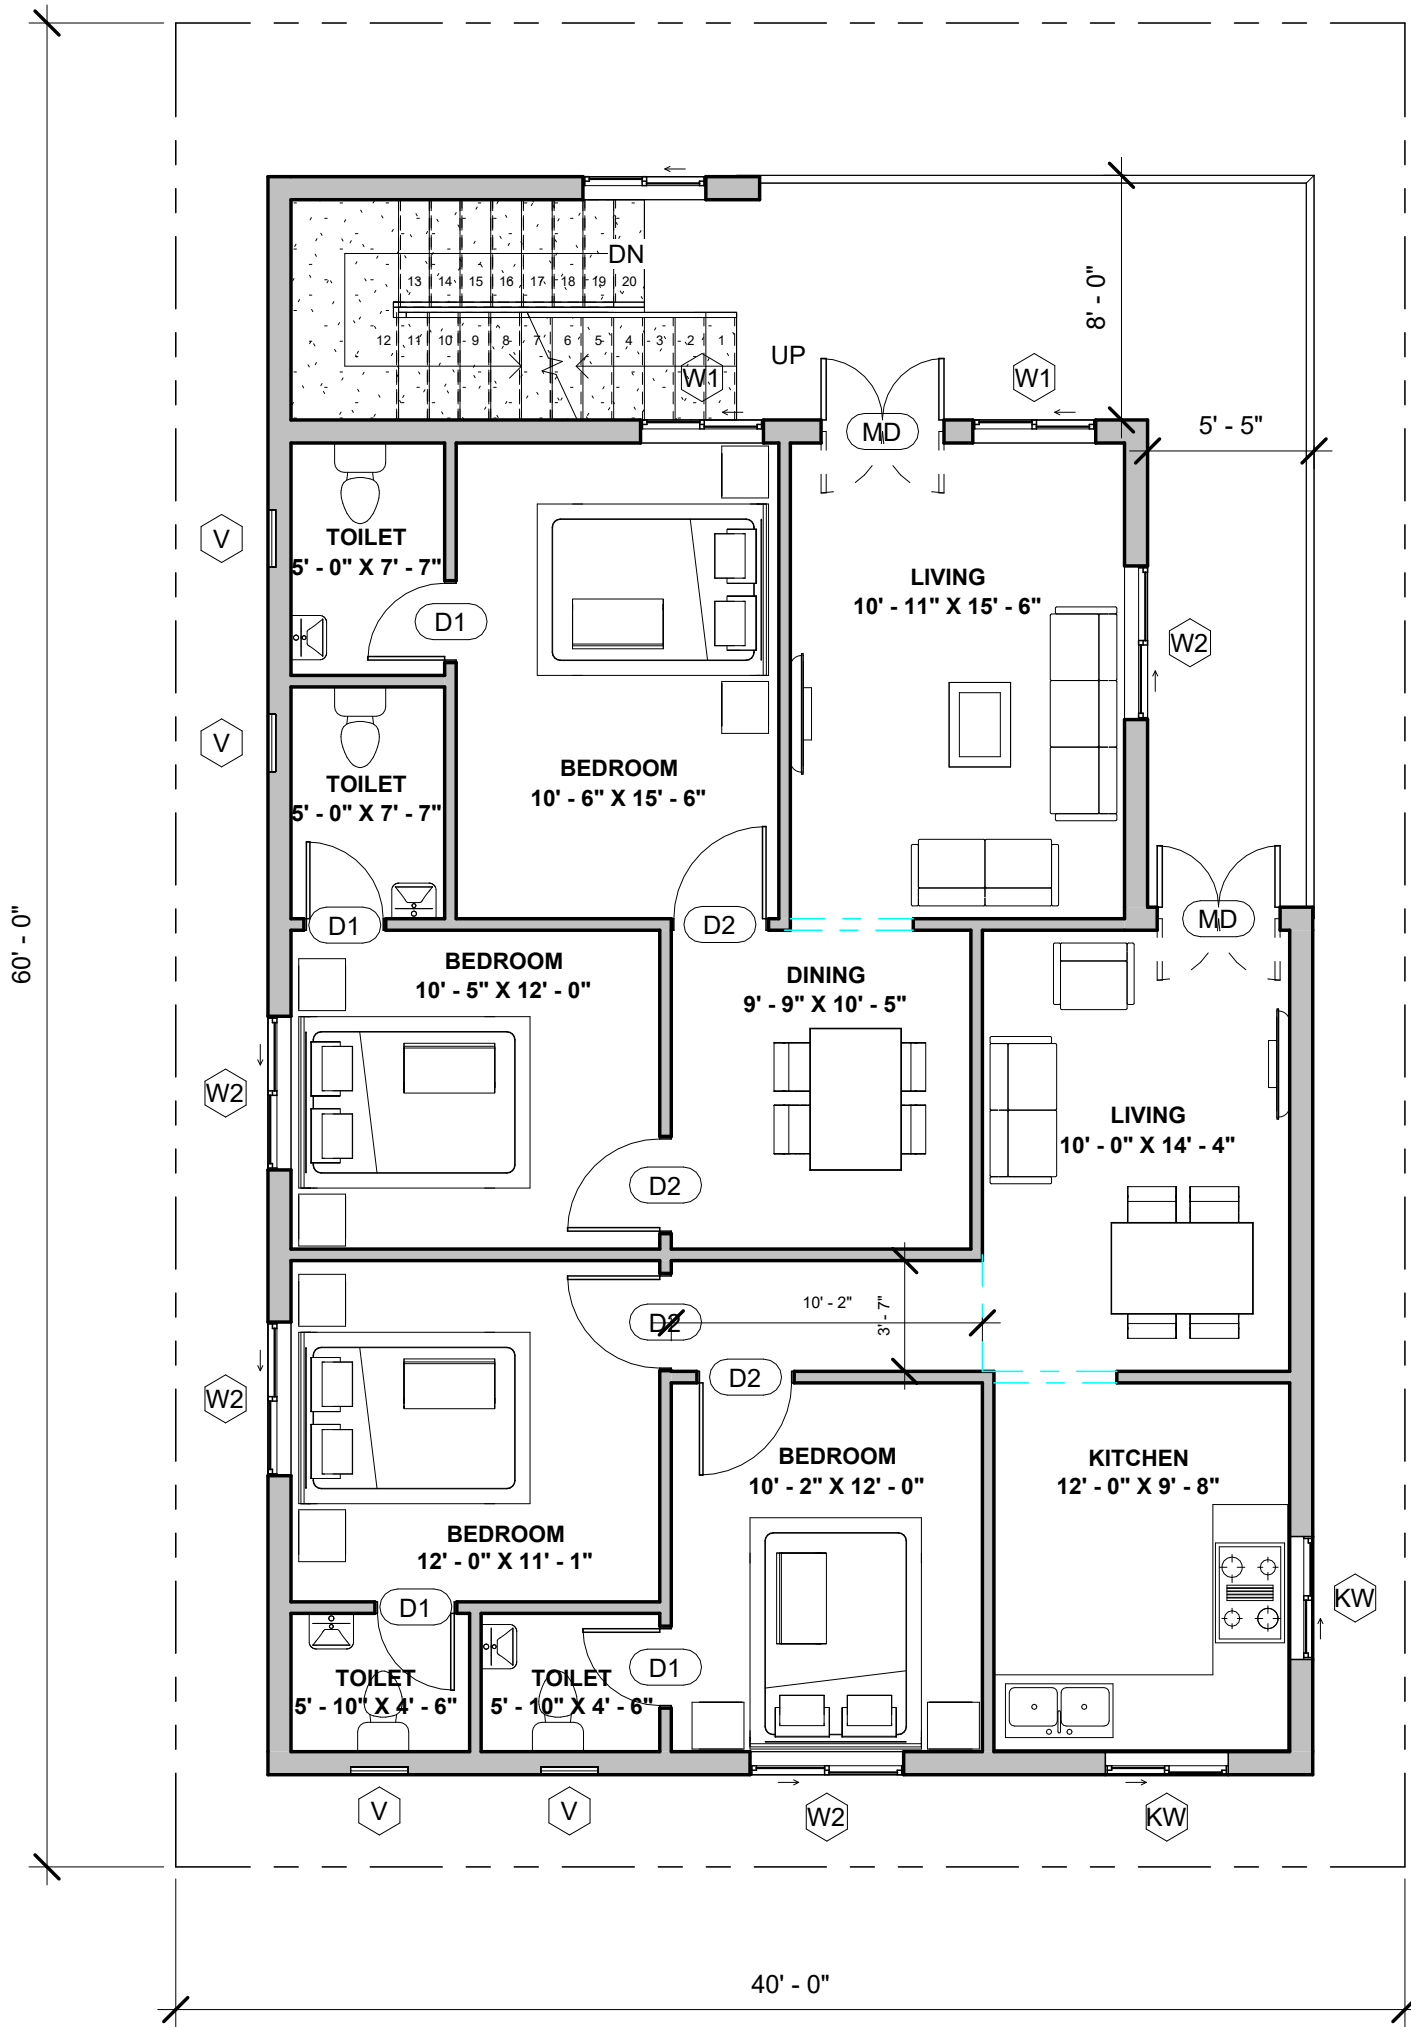 DN
13 14 15 16 17 18 19 20
12 11 10 9 8 7 6 5 4 3 2 1
UP
W1
W1
8' - 0"
MD
5' - 5"
V
TOILET
5' - 0" X 7' - 7"
D1
LIVING
10' - 11" X 15' - 6"
W2
V
TOILET
5' - 0" X 7' - 7"
BEDROOM
10' - 6" X 15' - 6"
D1
D2
MD
60' - 0"
BEDROOM
10' - 5" X 12' - 0"
DINING
9' - 9" X 10' - 5"
W2
LIVING
10' - 0" X 14' - 4"
D2
D2
10' - 2"
3' - 7"
W2
D2
BEDROOM
10' - 2" X 12' - 0"
KITCHEN
12' - 0" X 9' - 8"
BEDROOM
12' - 0" X 11' - 1"
D1
KW
TOILET
5' - 10" X 4' - 6"
TOILET
5' - 10" X 4' - 6"
D1
V
V
W2
KW
40' - 0"